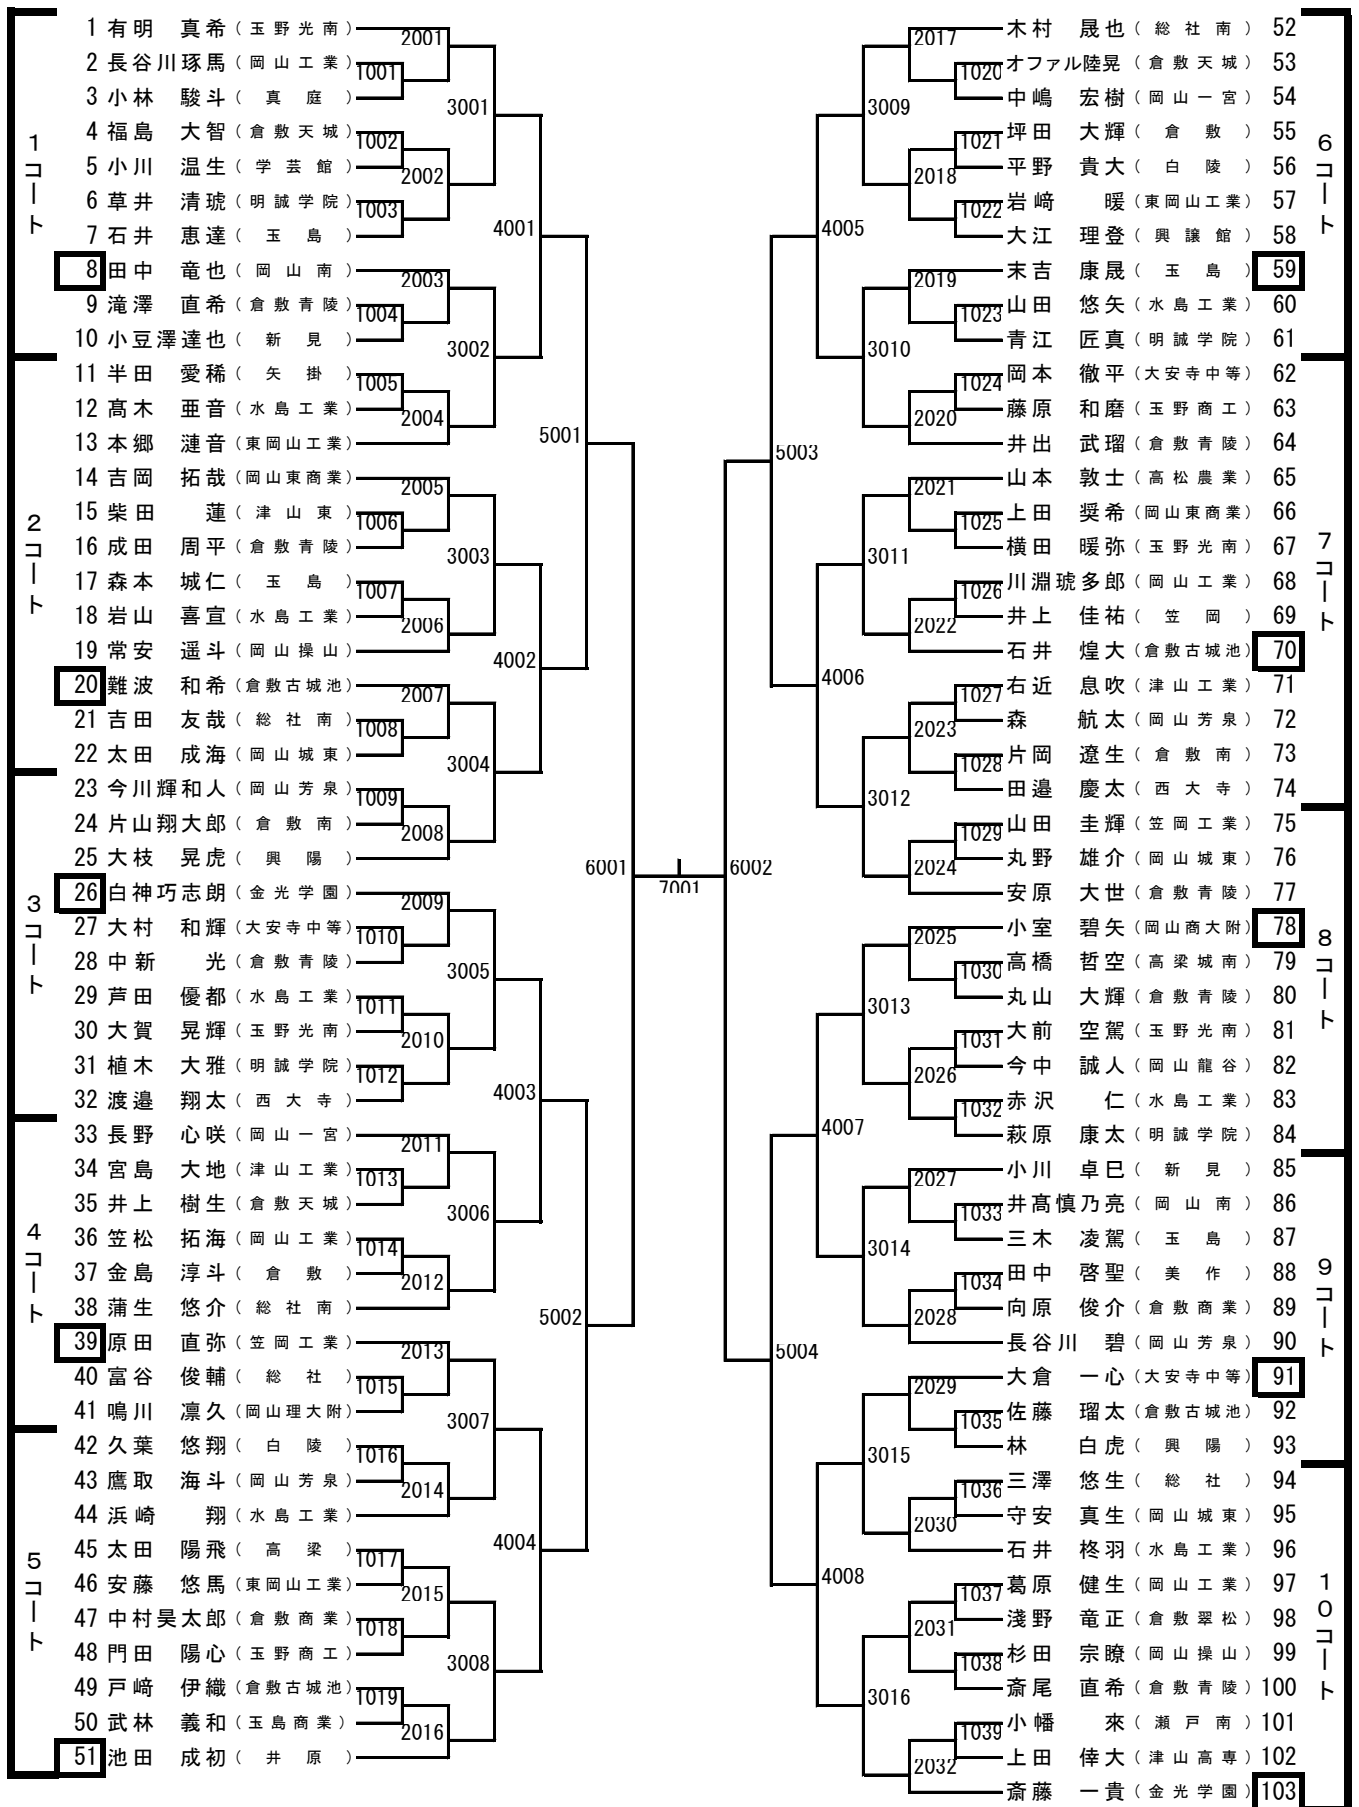 1コート
1 有明 真希 (玉野光南)
2 長谷川琢馬 (岡山工業)
3 小林 駿斗 (真庭)
4 福島 大智 (倉敷天城)
5 小川 温生 (学芸館)
6 草井 清琥 (明誠学院)
7 石井 恵達 (玉島)
8 田中 竜也 (岡山南)
9 滝澤 直希 (倉敷青陵)
10 小豆澤達也 (新見)
2コート
11 半田 愛稀 (矢掛)
12 髙木 亜音 (水島工業)
13 本郷 漣音 (東岡山工業)
14 吉岡 拓哉 (岡山東商業)
15 柴田 蓮 (津山東)
16 成田 周平 (倉敷青陵)
17 森本 城仁 (玉島)
18 岩山 喜宣 (水島工業)
19 常安 遥斗 (岡山操山)
20 難波 和希 (倉敷古城池)
21 吉田 友哉 (総社南)
22 太田 成海 (岡山城東)
3コート
23 今川輝和人 (岡山芳泉)
24 片山翔大郎 (倉敷南)
25 大枝 晃虎 (興陽)
26 白神巧志朗 (金光学園)
27 大村 和輝 (大安寺中等)
28 中新 光 (倉敷青陵)
29 芦田 優都 (水島工業)
30 大賀 晃輝 (玉野光南)
31 植木 大雅 (明誠学院)
32 渡邉 翔太 (西大寺)
4コート
33 長野 心咲 (岡山一宮)
34 宮島 大地 (津山工業)
35 井上 樹生 (倉敷天城)
36 笠松 拓海 (岡山工業)
37 金島 淳斗 (倉敷)
38 蒲生 悠介 (総社南)
39 原田 直弥 (笠岡工業)
40 富谷 俊輔 (総社)
41 鳴川 凛久 (岡山理大附)
5コート
42 久葉 悠翔 (白陵)
43 鷹取 海斗 (岡山芳泉)
44 浜崎 翔 (水島工業)
45 太田 陽飛 (高梁)
46 安藤 悠馬 (東岡山工業)
47 中村昊太郎 (倉敷商業)
48 門田 陽心 (玉野商工)
49 戸﨑 伊織 (倉敷古城池)
50 武林 義和 (玉島商業)
51 池田 成初 (井原)
1001
1002
1003
1004
1005
1006
1007
1008
1009
1010
1011
1012
1013
1014
1015
1016
1017
1018
1019
2001
2002
2003
2004
2005
2006
2007
2008
2009
2010
2011
2012
2013
2014
2015
2016
3001
3002
3003
3004
3005
3006
3007
3008
4001
4002
4003
4004
5001
5002
6001
7001
6002
5003
5004
4005
4006
4007
4008
3009
3010
3011
3012
3013
3014
3015
3016
2017
2018
2019
2020
2021
2022
2023
2024
2025
2026
2027
2028
2029
2030
2031
2032
1020
1021
1022
1023
1024
1025
1026
1027
1028
1029
1030
1031
1032
1033
1034
1035
1036
1037
1038
1039
6コート
木村 晟也 (総社南) 52
オファル陸晃 (倉敷天城) 53
中嶋 宏樹 (岡山一宮) 54
坪田 大輝 (倉敷) 55
平野 貴大 (白陵) 56
岩﨑 暖 (東岡山工業) 57
大江 理登 (興譲館) 58
末吉 康晟 (玉島) 59
山田 悠矢 (水島工業) 60
青江 匠真 (明誠学院) 61
7コート
岡本 徹平 (大安寺中等) 62
藤原 和磨 (玉野商工) 63
井出 武瑠 (倉敷青陵) 64
山本 敦士 (高松農業) 65
上田 奨希 (岡山東商業) 66
横田 暖弥 (玉野光南) 67
川淵琥多郎 (岡山工業) 68
井上 佳祐 (笠岡) 69
石井 煌大 (倉敷古城池) 70
右近 息吹 (津山工業) 71
森 航太 (岡山芳泉) 72
片岡 遼生 (倉敷南) 73
田邉 慶太 (西大寺) 74
8コート
山田 圭輝 (笠岡工業) 75
丸野 雄介 (岡山城東) 76
安原 大世 (倉敷青陵) 77
小室 碧矢 (岡山商大附) 78
高橋 哲空 (高梁城南) 79
丸山 大輝 (倉敷青陵) 80
大前 空駕 (玉野光南) 81
今中 誠人 (岡山龍谷) 82
赤沢 仁 (水島工業) 83
萩原 康太 (明誠学院) 84
9コート
小川 卓巳 (新見) 85
井髙慎乃亮 (岡山南) 86
三木 凌駕 (玉島) 87
田中 啓聖 (美作) 88
向原 俊介 (倉敷商業) 89
長谷川 碧 (岡山芳泉) 90
大倉 一心 (大安寺中等) 91
佐藤 瑠太 (倉敷古城池) 92
林 白虎 (興陽) 93
10コート
三澤 悠生 (総社) 94
守安 真生 (岡山城東) 95
石井 柊羽 (水島工業) 96
葛原 健生 (岡山工業) 97
淺野 竜正 (倉敷翠松) 98
杉田 宗瞭 (岡山操山) 99
斎尾 直希 (倉敷青陵) 100
小幡 來 (瀬戸南) 101
上田 倖大 (津山高専) 102
斎藤 一貴 (金光学園) 103